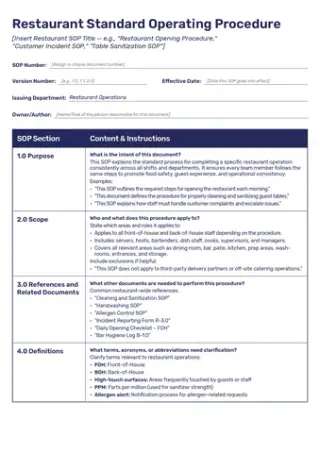 Restaurant Standard Operating Procedure
[Insert Restaurant SOP Title — e.g., "Restaurant Opening Procedure,"
"Customer Incident SOP," "Table Sanitization SOP"]
SOP Number: [Assign a unique document number]
Version Number: [e.g., 1.0, 1.1, 2.0] Effective Date: [Date this SOP goes into effect]
Issuing Department: Restaurant Operations
Owner/Author: [Name/Role of the person responsible for this document]
SOP Section Content & Instructions
1.0 Purpose What is the intent of this document?
This SOP explains the standard process for completing a specific restaurant operation
consistently across all shifts and departments. It ensures every team member follows the
same steps to promote food safety, guest experience, and operational consistency.
Examples:
• "This SOP outlines the required steps for opening the restaurant each morning."
• "This document defines the procedure for properly cleaning and sanitizing guest tables."
• "This SOP explains how staff must handle customer complaints and escalate issues."
2.0 Scope Who and what does this procedure apply to?
State which areas and roles it applies to:
• Applies to all front-of-house and back-of-house staff depending on the procedure.
• Includes servers, hosts, bartenders, dish staff, cooks, supervisors, and managers.
• Covers all relevant areas such as dining room, bar, patio, kitchen, prep areas, wash-
rooms, entrances, and storage.
Include exclusions if helpful:
• "This SOP does not apply to third-party delivery partners or off-site catering operations."
3.0 References and
Related Documents
What other documents are needed to perform this procedure?
Common restaurant-wide references:
• "Cleaning and Sanitization SOP"
• "Handwashing SOP"
• "Allergen Control SOP"
• "Incident Reporting Form R-3.0"
• "Daily Opening Checklist – FOH"
• "Bar Hygiene Log B-10"
4.0 Definitions What terms, acronyms, or abbreviations need clarification?
Clarify terms relevant to restaurant operations:
• FOH: Front-of-House
• BOH: Back-of-House
• High-touch surfaces: Areas frequently touched by guests or staff
• PPM: Parts per million (used for sanitizer strength)
• Allergen alert: Notification process for allergen-related requests